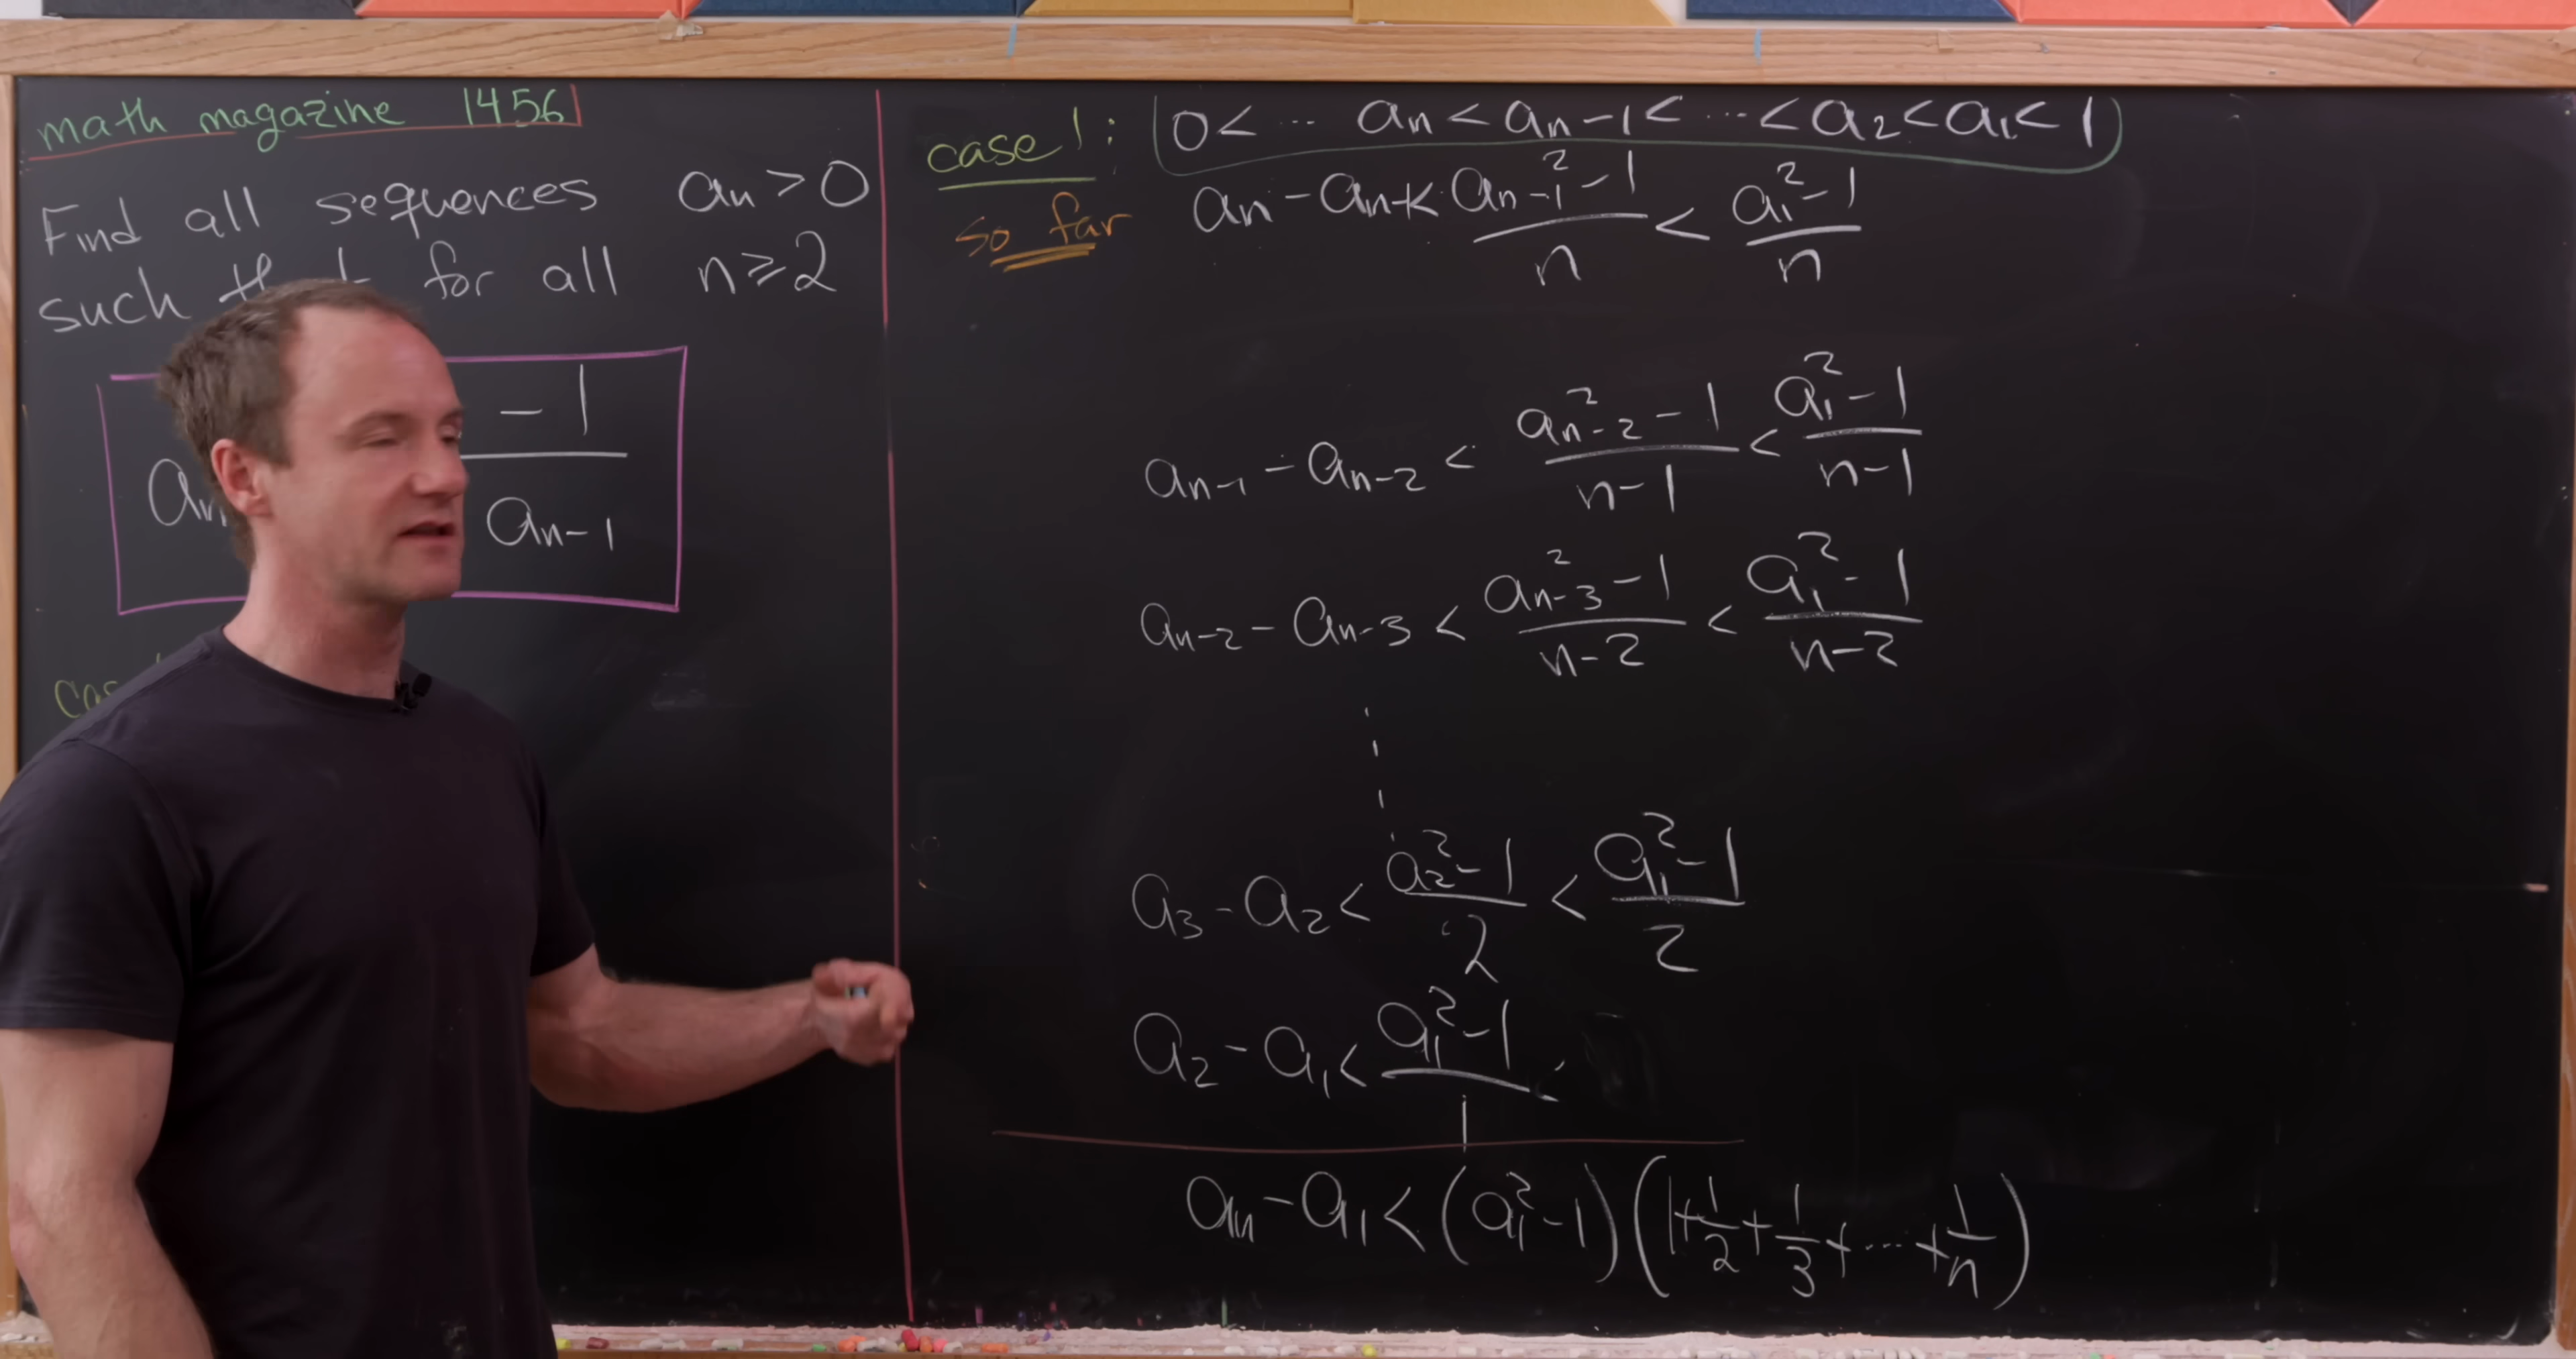 math magazine 1456
Find all sequences aₙ > 0
such for all n ⩾ 2
aₙ - 1
aₙ₋₁
case 1: 0 < ... aₙ < aₙ₋₁ < ... < a₂ < a₁ < 1
so far aₙ - aₙ₋₁ < (aₙ₋₁² - 1)/n < (a₁² - 1)/n
aₙ₋₁ - aₙ₋₂ < (aₙ₋₂² - 1)/(n-1) < (a₁² - 1)/(n-1)
aₙ₋₂ - aₙ₋₃ < (aₙ₋₃² - 1)/(n-2) < (a₁² - 1)/(n-2)
⋮
a₃ - a₂ < (a₂² - 1)/2 < (a₁² - 1)/2
a₂ - a₁ < (a₁² - 1)/1
aₙ - a₁ < (a₁² - 1)(1 + 1/2 + 1/3 + ... + 1/n)